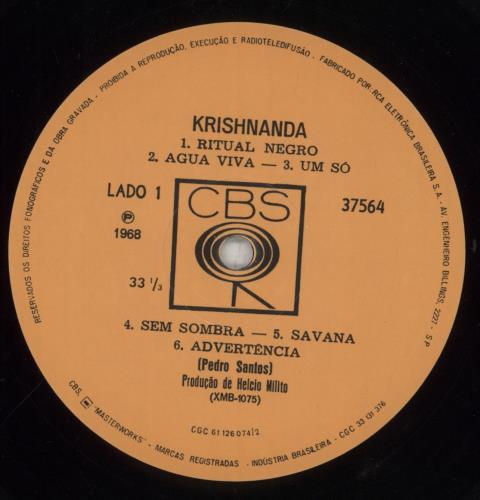 RESERVADOS OS DIREITOS FONOGRÁFICOS E DA OBRA GRAVADA - PROIBIDA A REPRODUÇÃO, EXECUÇÃO E RADIOTELEDIFUSÃO - FABRICADO POR RCA ELETRÔNICA BRASILEIRA S.A. - AV. ENGENHEIRO BILLINGS, 2227 - SP
KRISHNANDA
1. RITUAL NEGRO
2. AGUA VIVA — 3. UM SÓ
LADO 1
CBS
37564
℗
1968
33 1/3
4. SEM SOMBRA — 5. SAVANA
6. ADVERTÊNCIA
(Pedro Santos)
Produção de Helcio Milito
(XMB-1075)
CGC 61 126 074/2
CBS, "MASTERWORKS" - MARCAS REGISTRADAS - INDÚSTRIA BRASILEIRA - CGC 33 131 376